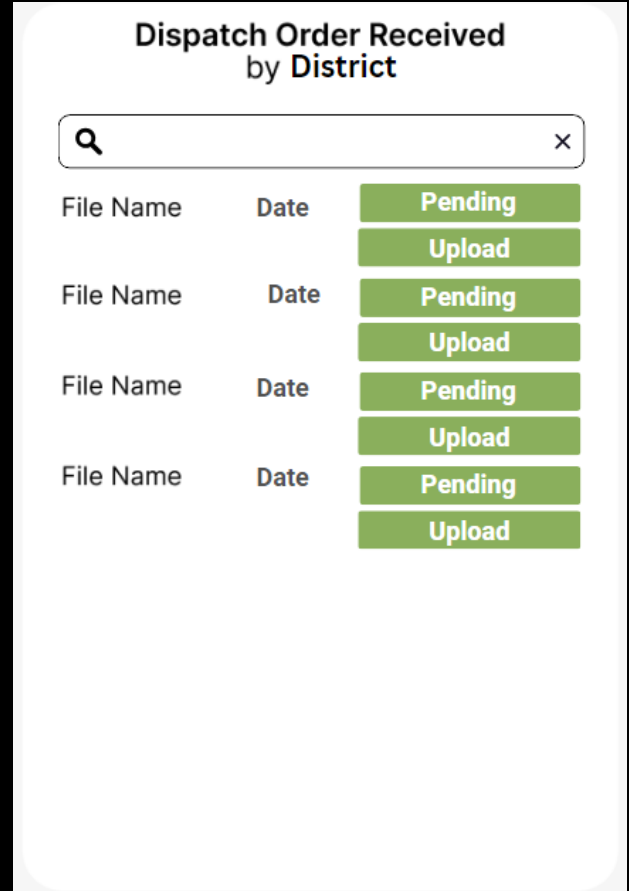 Dispatch Order Received
by District
File Name Date Pending
Upload
File Name Date Pending
Upload
File Name Date Pending
Upload
File Name Date Pending
Upload